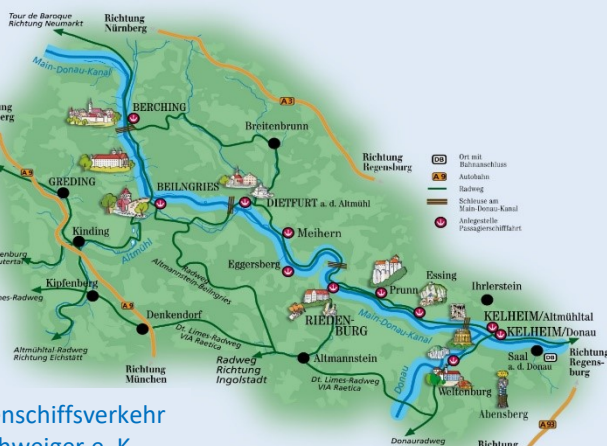 Tour de Baroque
Richtung Neumarkt
Richtung
Nürnberg
Main-Donau-Kanal
A 3
BERCHING
Breitenbrunn
Richtung
Regensburg
DB Ort mit
Bahnanschluss
A 9 Autobahn
Radweg
Schleuse am
Main-Donau-Kanal
Anlegestelle
Passagierschifffahrt
A 9
GREDING
BEILNGRIES
DIETFURT a. d. Altmühl
Kinding
Altmühl
Meihern
Eggersberg
Radweg
Altmannstein-Beilngries
Prunn
Essing
Ihrlerstein
Kipfenberg
RIEDEN-
BURG
Main-Donau-Kanal
KELHEIM/Altmühltal
KELHEIM/Donau
A 9
Denkendorf
Dt. Limes-Radweg
VIA Raetica
Saal
a. d. Donau
DB
Richtung
Regens-
burg
Altmühltal-Radweg
Richtung Eichstätt
Richtung
München
Radweg
Richtung
Ingolstadt
Altmannstein
Dt. Limes-Radweg
VIA Raetica
Donau
Weltenburg
Abensberg
Donauradweg
A 93
Richtung
enschiffsverkehr